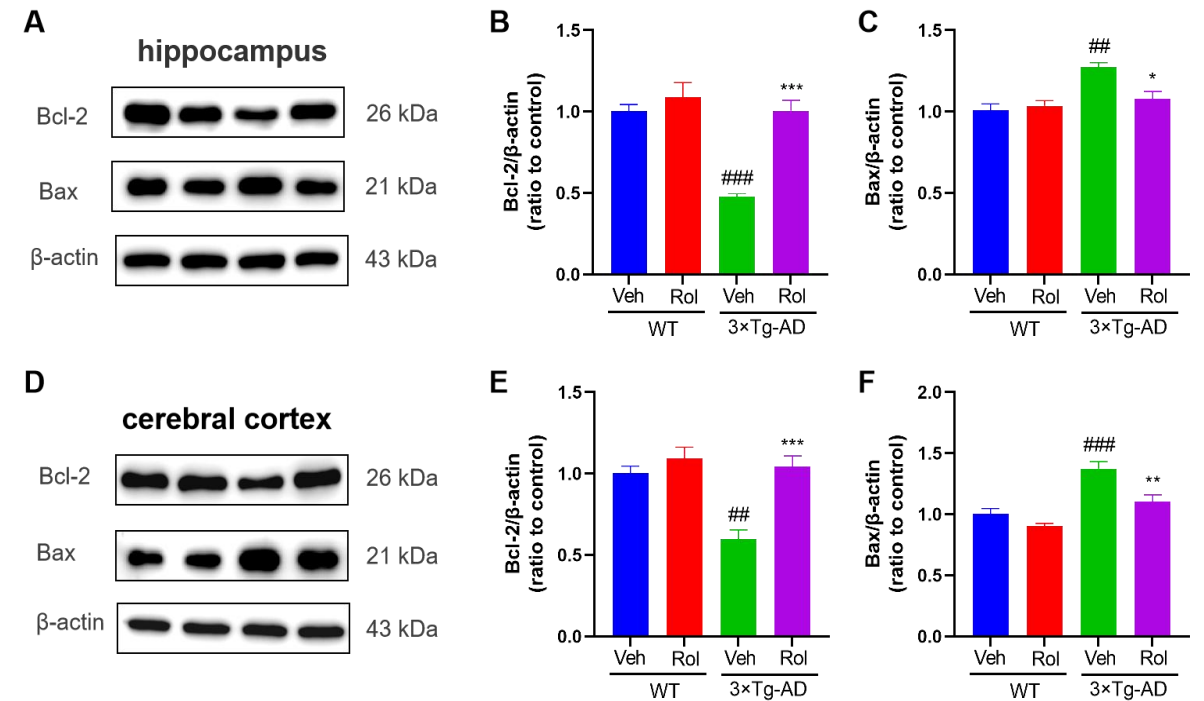 A
hippocampus
Bcl-2
26 kDa
Bax
21 kDa
β-actin
43 kDa
B
Bcl-2/β-actin
(ratio to control)
1.5
1.0
0.5
0.0
###
***
Veh Rol Veh Rol
WT 3×Tg-AD
C
Bax/β-actin
(ratio to control)
1.5
1.0
0.5
0.0
##
*
Veh Rol Veh Rol
WT 3×Tg-AD
D
cerebral cortex
Bcl-2
26 kDa
Bax
21 kDa
β-actin
43 kDa
E
Bcl-2/β-actin
(ratio to control)
1.5
1.0
0.5
0.0
##
***
Veh Rol Veh Rol
WT 3×Tg-AD
F
Bax/β-actin
(ratio to control)
2.0
1.5
1.0
0.5
0.0
###
**
Veh Rol Veh Rol
WT 3×Tg-AD